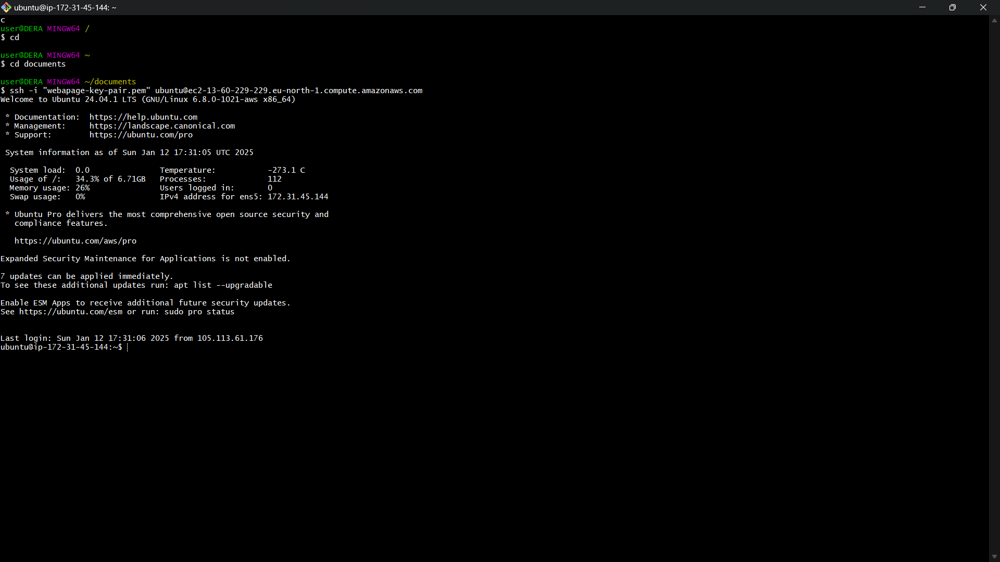 ubuntu@ip-172-31-45-144: ~
c
user@DERA MINGW64 /
$ cd
user@DERA MINGW64 ~
$ cd documents
user@DERA MINGW64 ~/documents
$ ssh -i "webapage-key-pair.pem" ubuntu@ec2-13-60-229-229.eu-north-1.compute.amazonaws.com
Welcome to Ubuntu 24.04.1 LTS (GNU/Linux 6.8.0-1021-aws x86_64)
* Documentation:  https://help.ubuntu.com
* Management:     https://landscape.canonical.com
* Support:        https://ubuntu.com/pro
System information as of Sun Jan 12 17:31:05 UTC 2025
System load:  0.0               Temperature:           -273.1 C
Usage of /:   34.3% of 6.71GB   Processes:             112
Memory usage: 26%               Users logged in:       0
Swap usage:   0%                IPv4 address for ens5: 172.31.45.144
* Ubuntu Pro delivers the most comprehensive open source security and
compliance features.
https://ubuntu.com/aws/pro
Expanded Security Maintenance for Applications is not enabled.
7 updates can be applied immediately.
To see these additional updates run: apt list --upgradable
Enable ESM Apps to receive additional future security updates.
See https://ubuntu.com/esm or run: sudo pro status
Last login: Sun Jan 12 17:31:06 2025 from 105.113.61.176
ubuntu@ip-172-31-45-144:~$